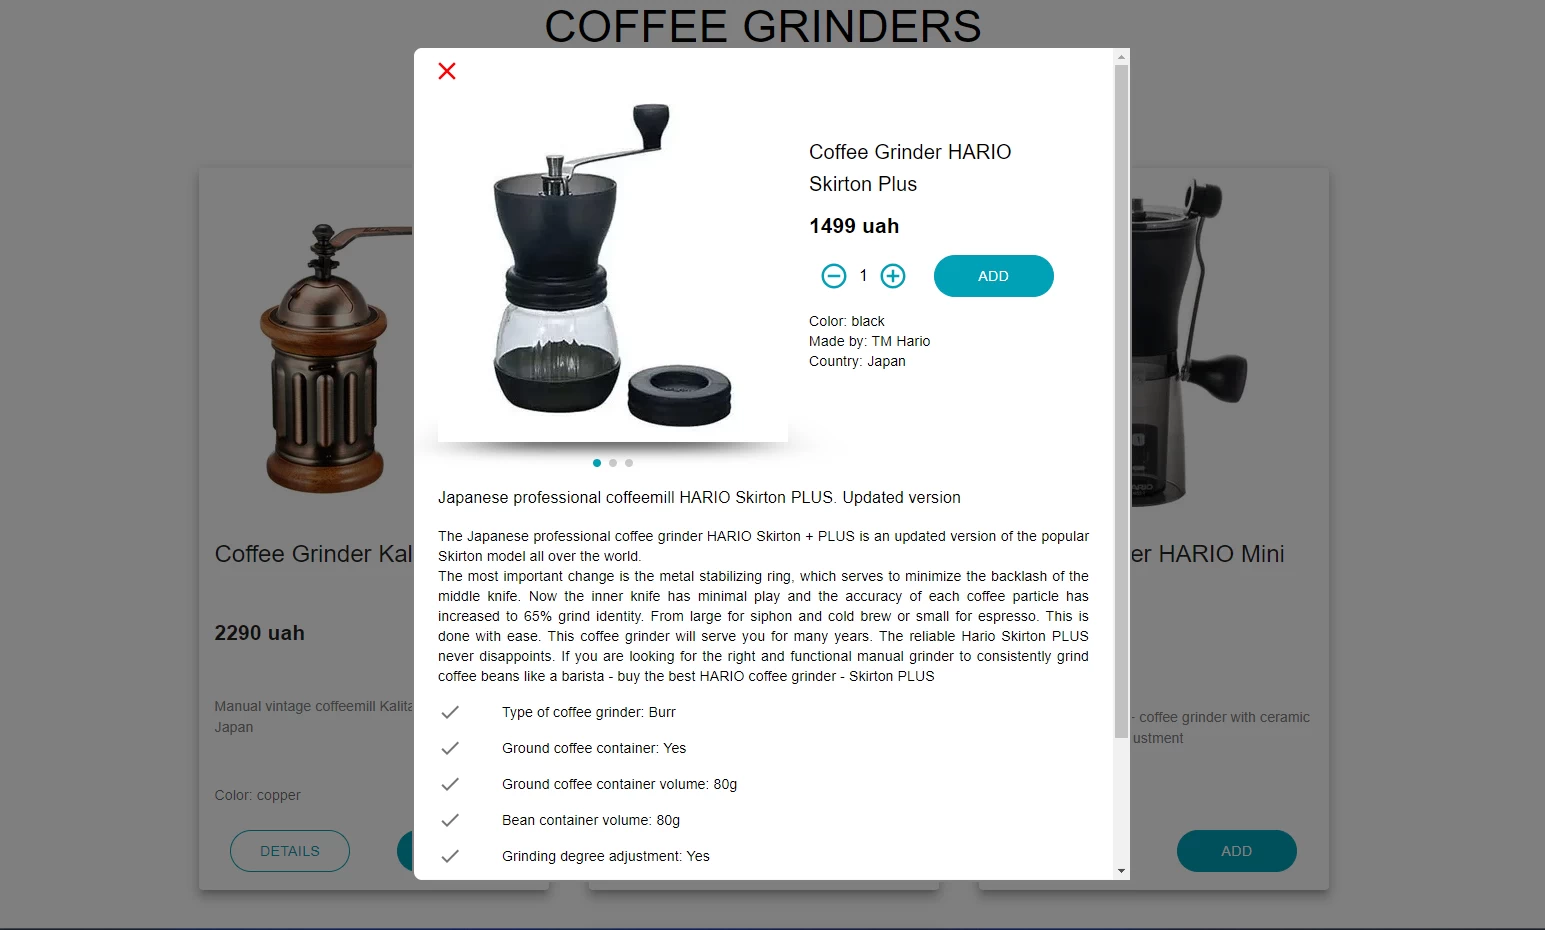 COFFEE GRINDERS
Coffee Grinder HARIO
Skirton Plus
1499 uah
1
ADD
Color: black
Made by: TM Hario
Country: Japan
Japanese professional coffeemill HARIO Skirton PLUS. Updated version
The Japanese professional coffee grinder HARIO Skirton + PLUS is an updated version of the popular
Skirton model all over the world.
The most important change is the metal stabilizing ring, which serves to minimize the backlash of the
middle knife. Now the inner knife has minimal play and the accuracy of each coffee particle has
increased to 65% grind identity. From large for siphon and cold brew or small for espresso. This is
done with ease. This coffee grinder will serve you for many years. The reliable Hario Skirton PLUS
never disappoints. If you are looking for the right and functional manual grinder to consistently grind
coffee beans like a barista - buy the best HARIO coffee grinder - Skirton PLUS
Type of coffee grinder: Burr
Ground coffee container: Yes
Ground coffee container volume: 80g
Bean container volume: 80g
Grinding degree adjustment: Yes
Coffee Grinder Kal
2290 uah
Manual vintage coffeemill Kalita
Japan
Color: copper
DETAILS
er HARIO Mini
- coffee grinder with ceramic
ustment
ADD